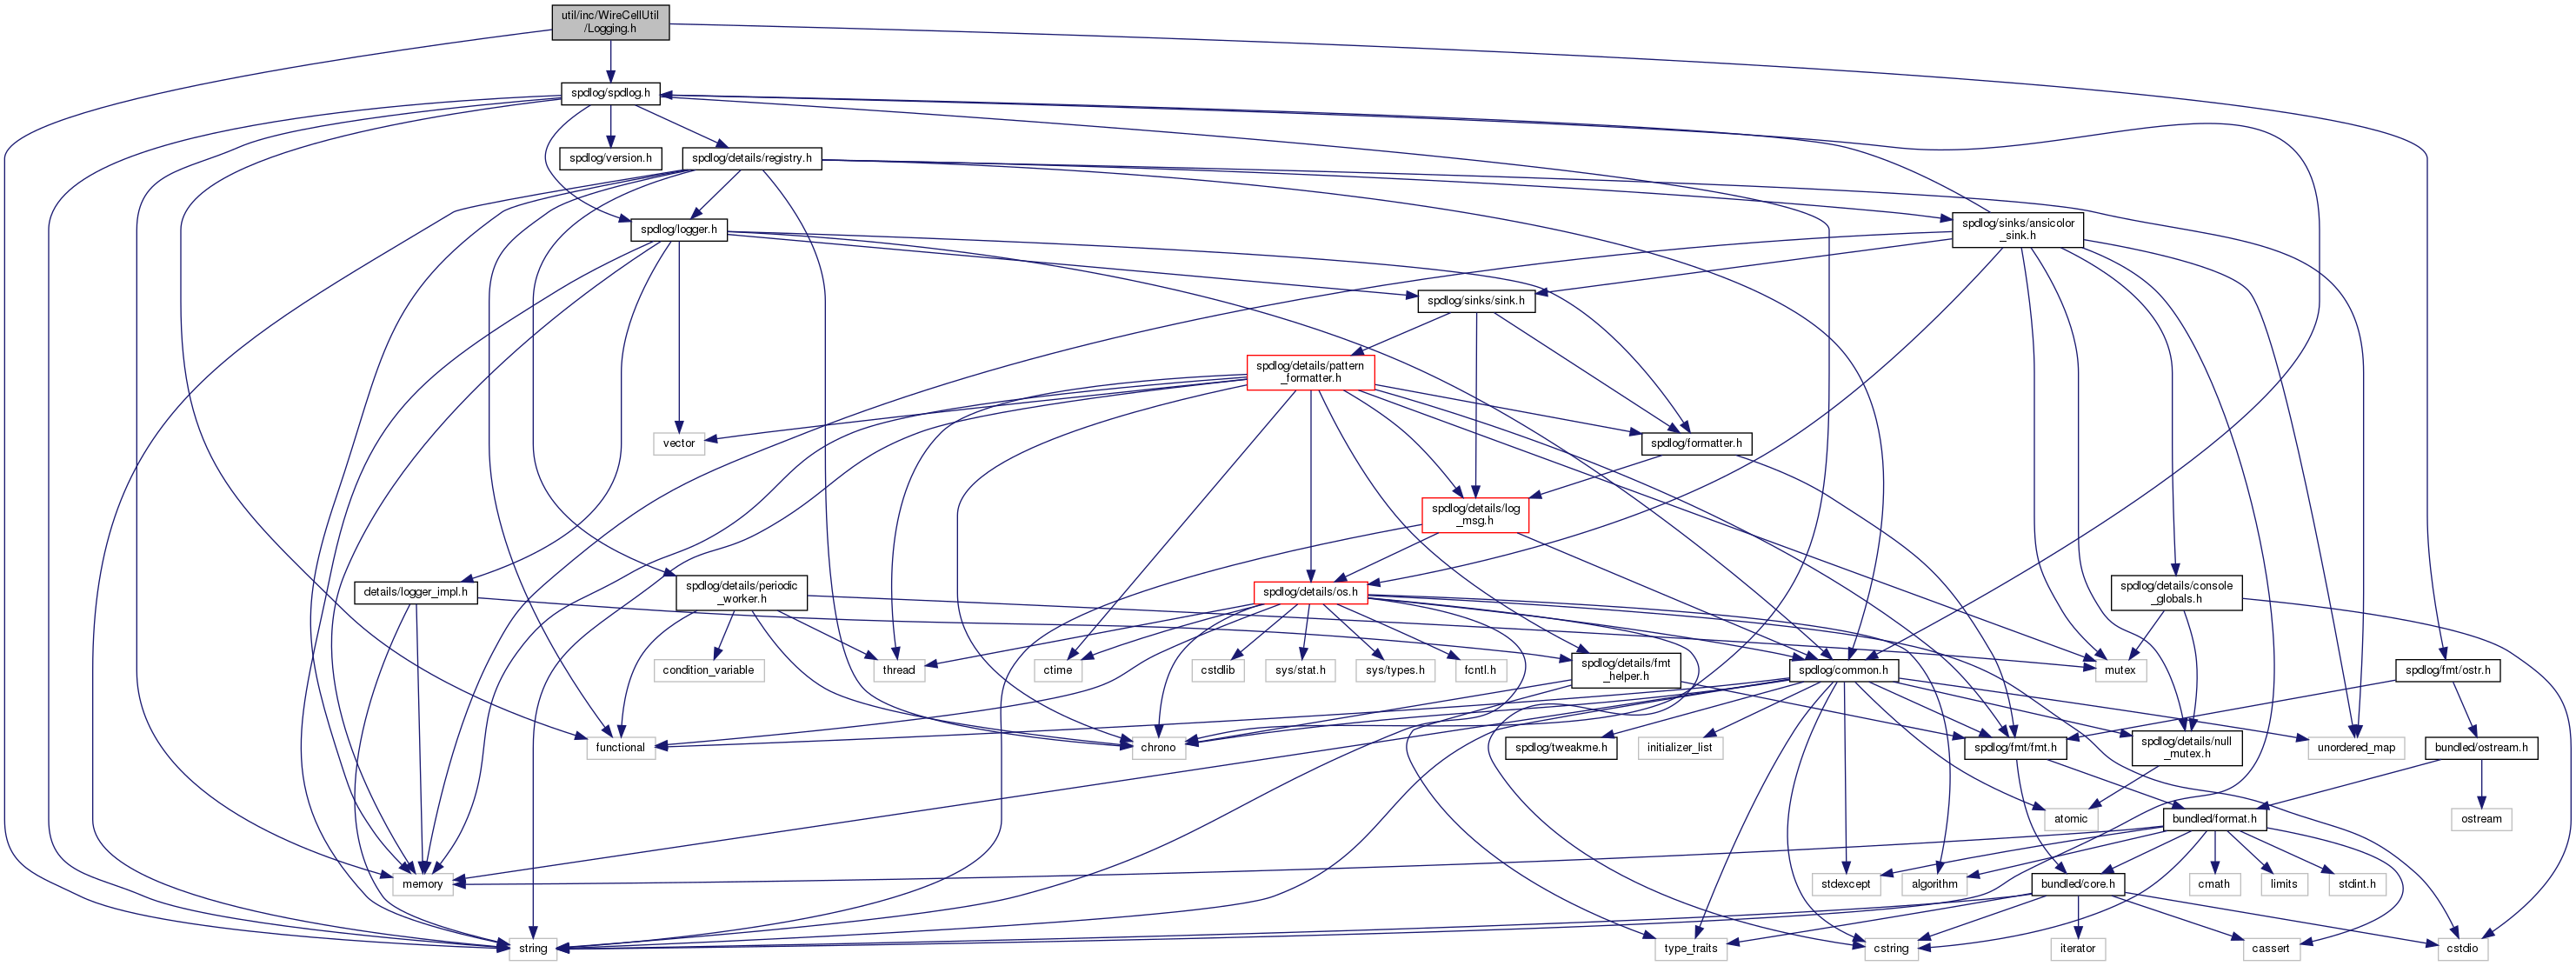 util/inc/WireCellUtil
/Logging.h
spdlog/spdlog.h
spdlog/version.h
spdlog/details/registry.h
spdlog/logger.h
spdlog/sinks/ansicolor
_sink.h
spdlog/sinks/sink.h
spdlog/details/pattern
_formatter.h
vector
spdlog/formatter.h
spdlog/details/log
_msg.h
details/logger_impl.h
spdlog/details/periodic
_worker.h
spdlog/details/os.h
spdlog/details/console
_globals.h
condition_variable
thread
ctime
cstdlib
sys/stat.h
sys/types.h
fcntl.h
spdlog/details/fmt
_helper.h
spdlog/common.h
mutex
spdlog/fmt/ostr.h
functional
chrono
spdlog/tweakme.h
initializer_list
spdlog/fmt/fmt.h
spdlog/details/null
_mutex.h
unordered_map
bundled/ostream.h
atomic
bundled/format.h
ostream
memory
stdexcept
algorithm
bundled/core.h
cmath
limits
stdint.h
string
type_traits
cstring
iterator
cassert
cstdio